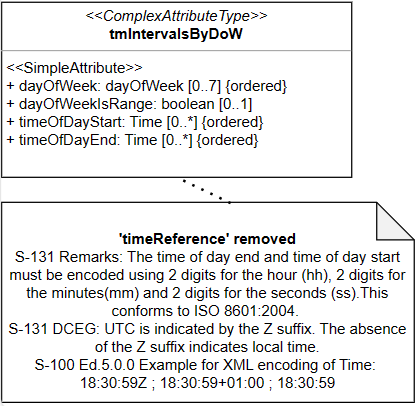 <<ComplexAttributeType>>
tmIntervalsByDoW
<<SimpleAttribute>>
+ dayOfWeek: dayOfWeek [0..7] {ordered}
+ dayOfWeekIsRange: boolean [0..1]
+ timeOfDayStart: Time [0..*] {ordered}
+ timeOfDayEnd: Time [0..*] {ordered}
'timeReference' removed
S-131 Remarks: The time of day end and time of day start
must be encoded using 2 digits for the hour (hh), 2 digits for
the minutes(mm) and 2 digits for the seconds (ss).This
conforms to ISO 8601:2004.
S-131 DCEG: UTC is indicated by the Z suffix. The absence
of the Z suffix indicates local time.
S-100 Ed.5.0.0 Example for XML encoding of Time:
18:30:59Z ; 18:30:59+01:00 ; 18:30:59